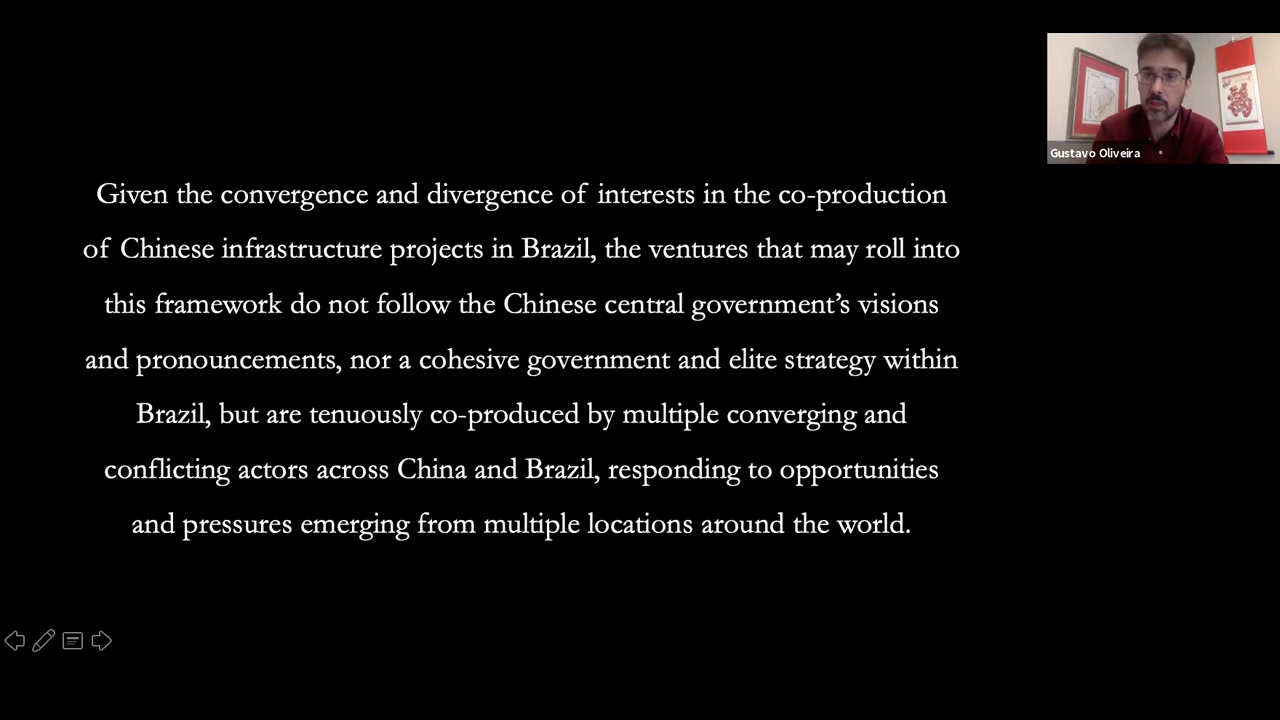 Given the convergence and divergence of interests in the co-production
of Chinese infrastructure projects in Brazil, the ventures that may roll into
this framework do not follow the Chinese central government’s visions
and pronouncements, nor a cohesive government and elite strategy within
Brazil, but are tenuously co-produced by multiple converging and
conflicting actors across China and Brazil, responding to opportunities
and pressures emerging from multiple locations around the world.
Gustavo Oliveira